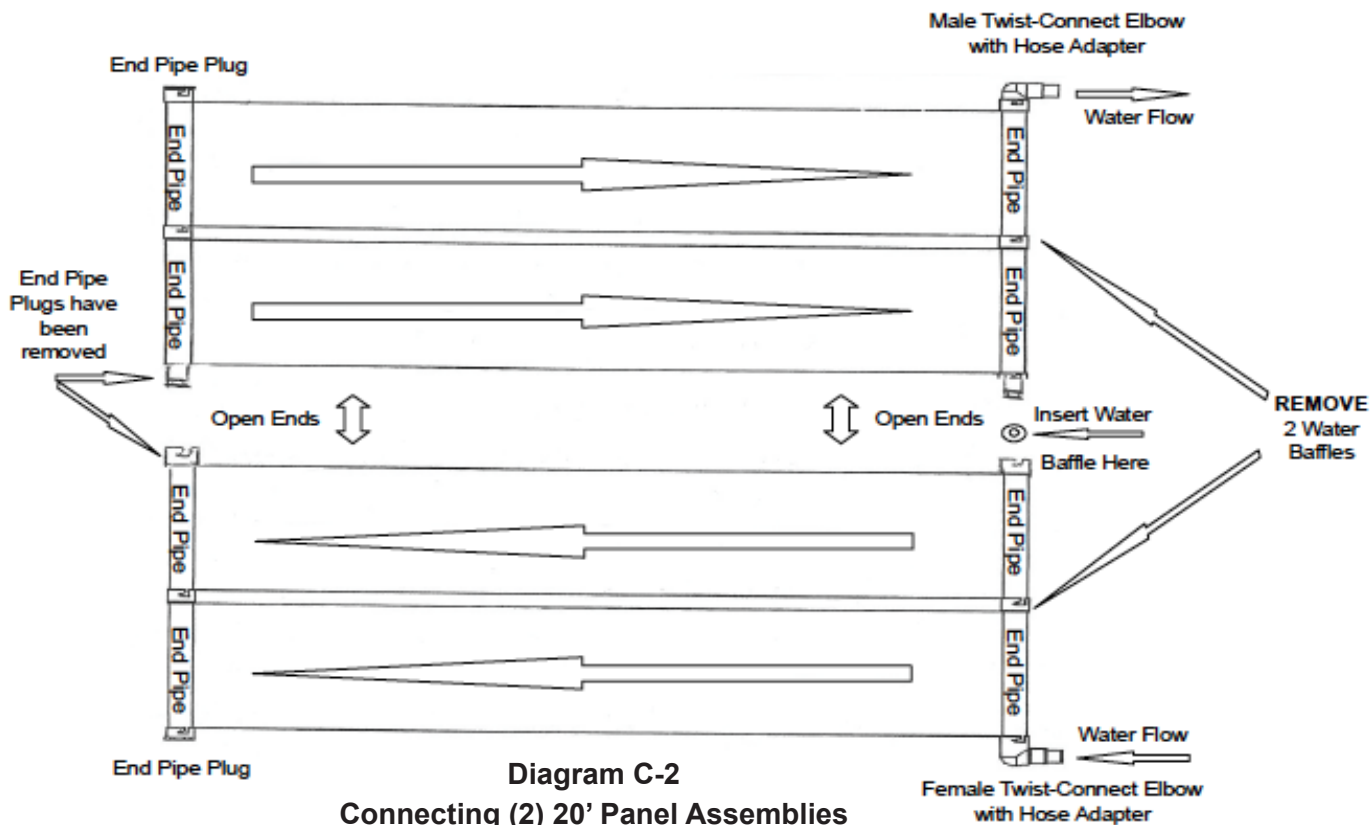 Male Twist-Connect Elbow
with Hose Adapter
End Pipe Plug
Water Flow
End Pipe
End Pipe
End Pipe
End Pipe
End Pipe
Plugs have
been
removed
Open Ends
Open Ends
Insert Water
Baffle Here
REMOVE
2 Water
Baffles
End Pipe
End Pipe
End Pipe
End Pipe
Water Flow
End Pipe Plug
Diagram C-2
Connecting (2) 20' Panel Assemblies
Female Twist-Connect Elbow
with Hose Adapter